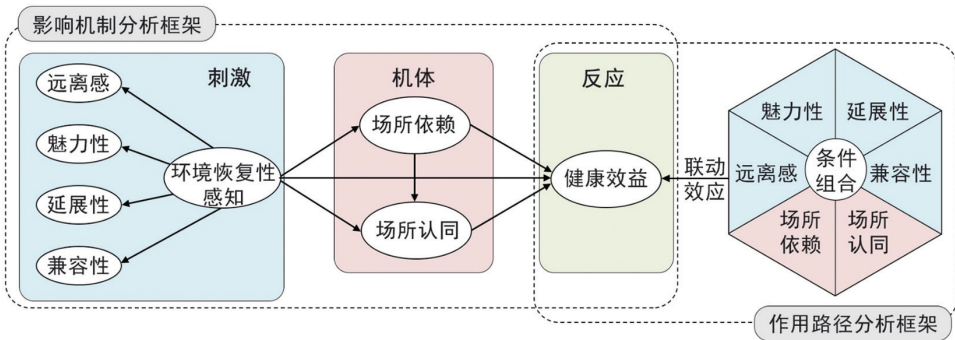 影响机制分析框架
刺激
远离感
魅力性
延展性
兼容性
环境恢复性
感知
机体
场所依赖
场所认同
反应
健康效益
联动
效应
魅力性
延展性
远离感
条件
组合
兼容性
场所
依赖
场所
认同
作用路径分析框架